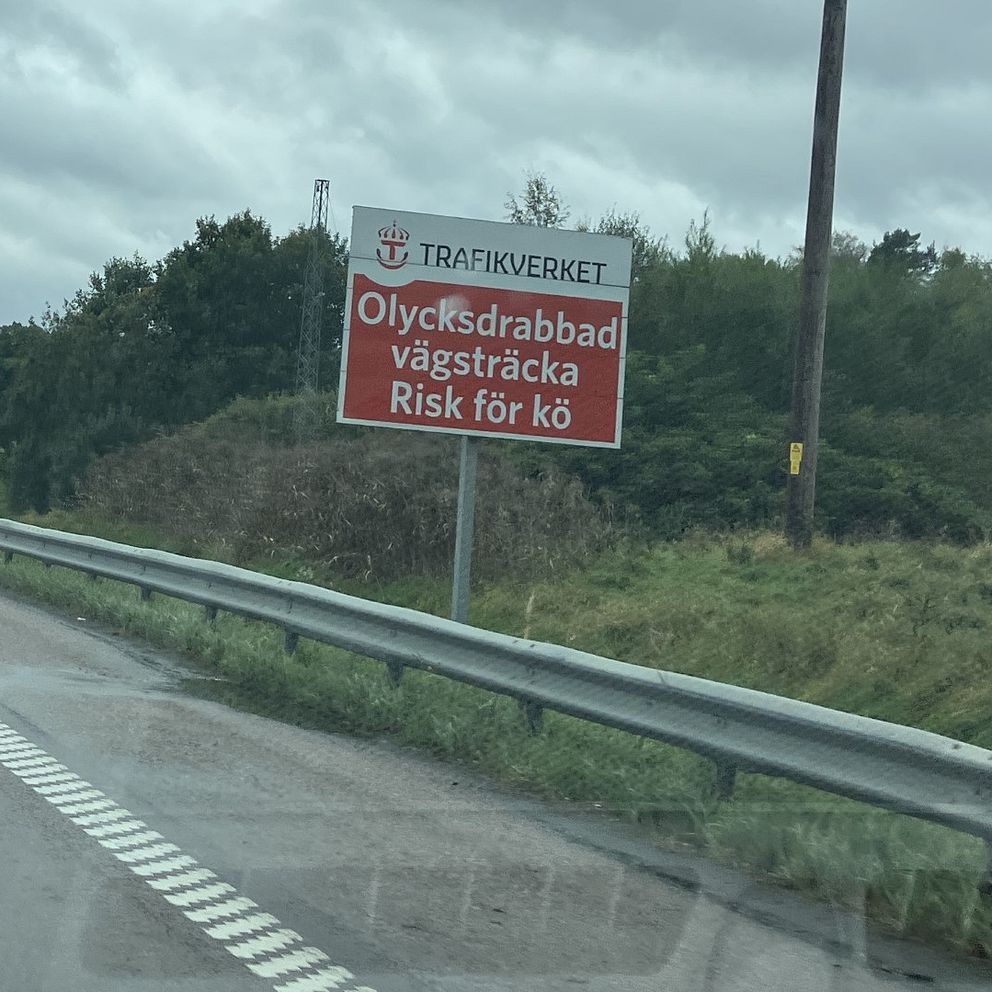 TRAFIKVERKET
Olycksdrabbad
vägsträcka
Risk för kö